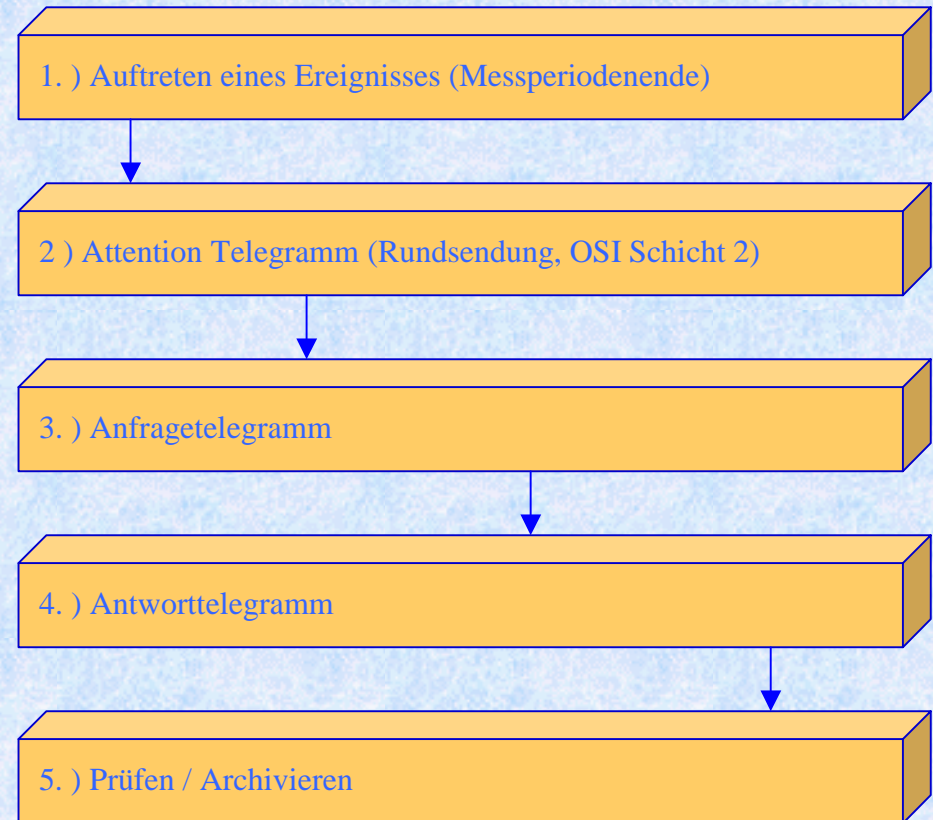 1. ) Auftreten eines Ereignisses (Messperiodenende)
2 ) Attention Telegramm (Rundsendung, OSI Schicht 2)
3. ) Anfragetelegramm
4. ) Antworttelegramm
5. ) Prüfen / Archivieren